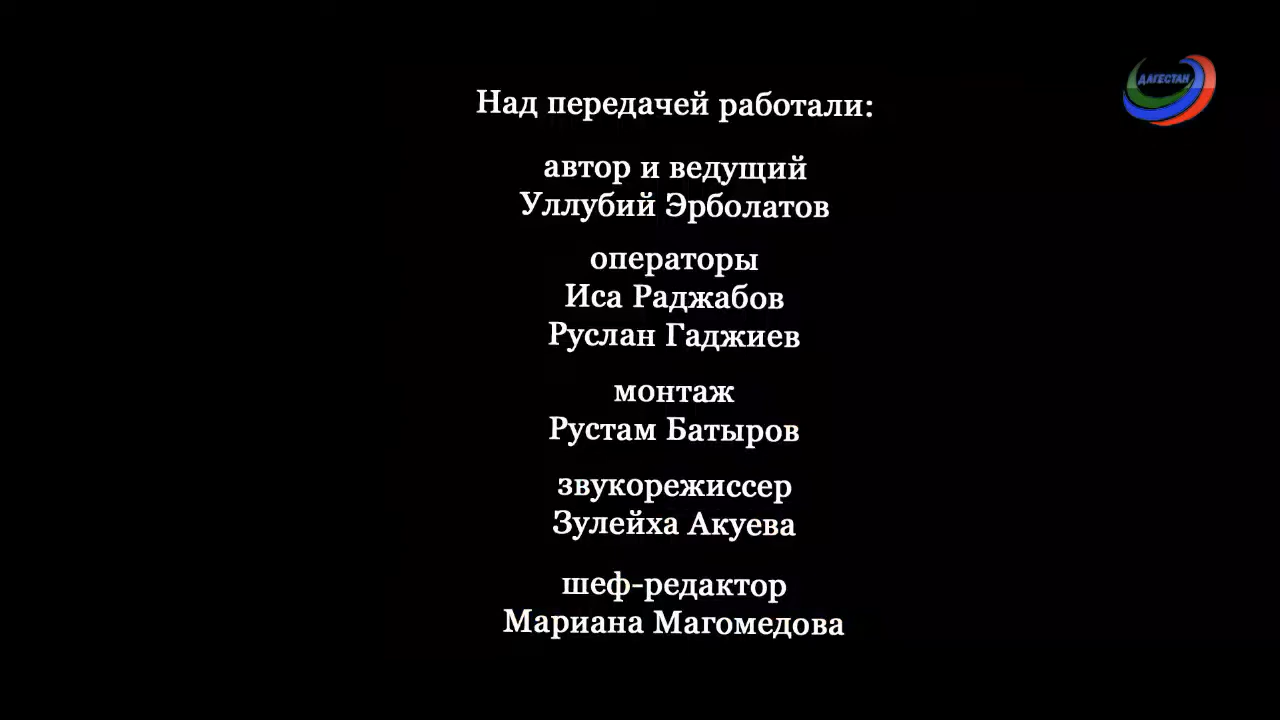 ДАГЕСТАН
Над передачей работали:
автор и ведущий
Уллубий Эрболатов
операторы
Иса Раджабов
Руслан Гаджиев
монтаж
Рустам Батыров
звукорежиссер
Зулейха Акуева
шеф-редактор
Мариана Магомедова